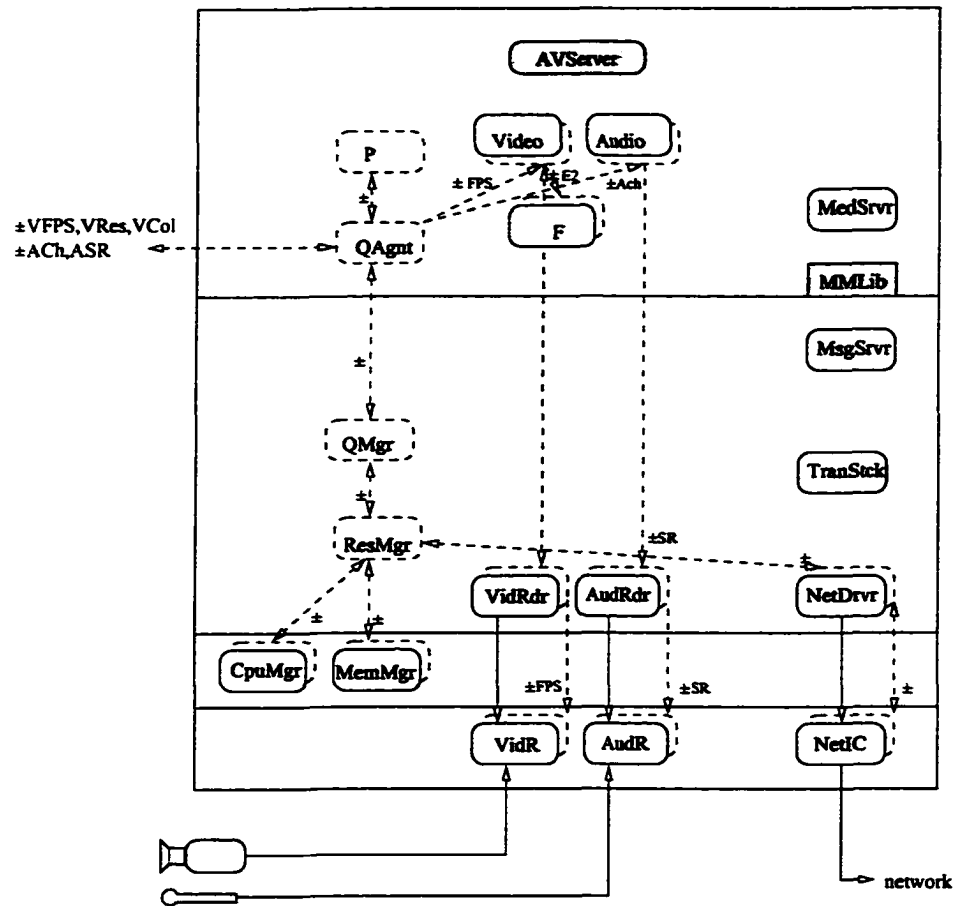 AVServer
Video
Audio
P
± FPS
± E2
±Ach
±
MedSrvr
±VFPS,VRes,VCol
±ACh,ASR
QAgnt
F
MMLib
MsgSrvr
±
QMgr
TranStck
±
ResMgr
±SR
±
VidRdr
AudRdr
NetDrvr
±
±
CpuMgr
MemMgr
±FPS
±SR
±
VidR
AudR
NetIC
network